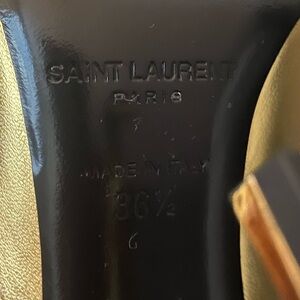 SAINT LAURENT
PARIS
MADE IN ITALY
36½
6